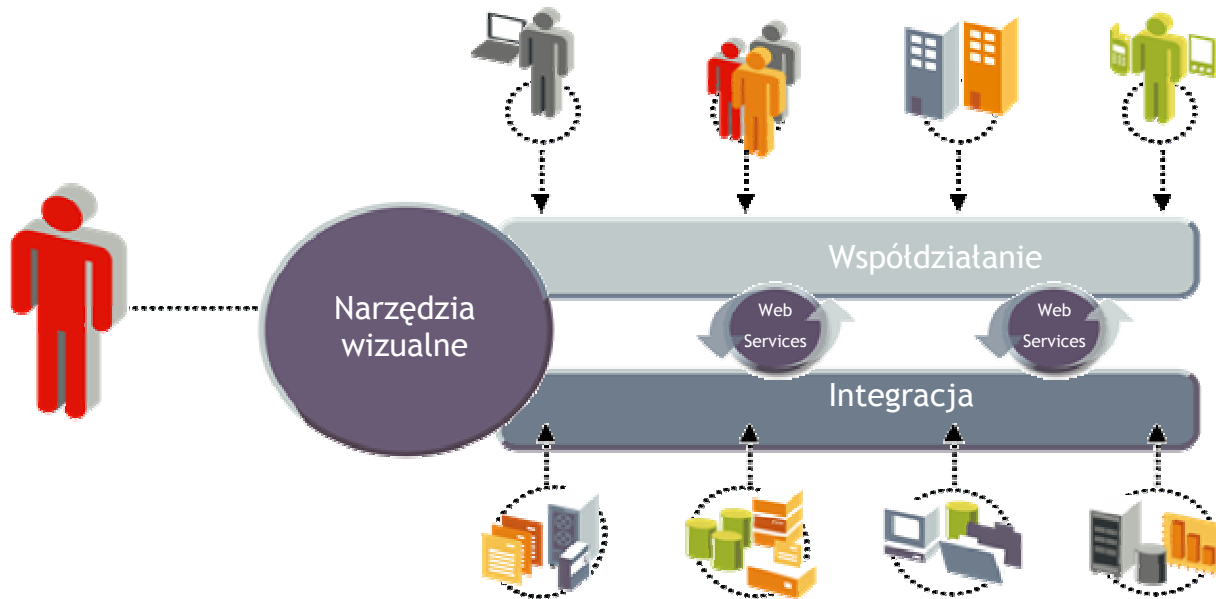 Współdziałanie
Narzędzia
wizualne
Web
Services
Web
Services
Integracja